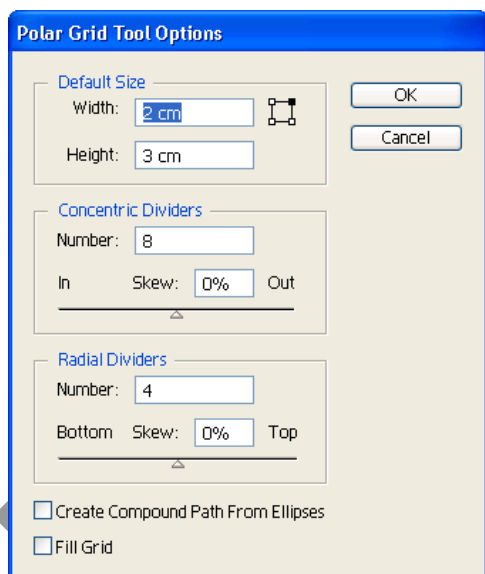 Polar Grid Tool Options
Default Size
Width: 2 cm
Height: 3 cm
OK
Cancel
Concentric Dividers
Number: 8
In Skew: 0% Out
Radial Dividers
Number: 4
Bottom Skew: 0% Top
Create Compound Path From Ellipses
Fill Grid